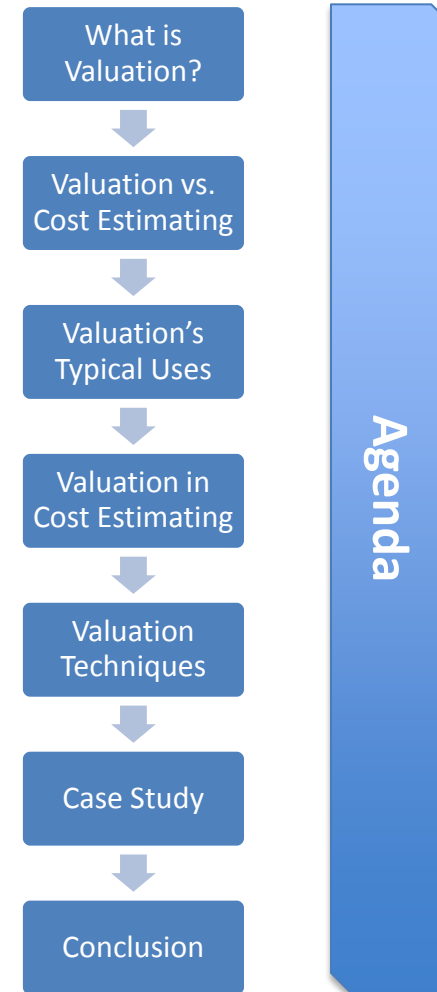 What is
Valuation?
Valuation vs.
Cost Estimating
Valuation’s
Typical Uses
Valuation in
Cost Estimating
Valuation
Techniques
Case Study
Conclusion
Agenda